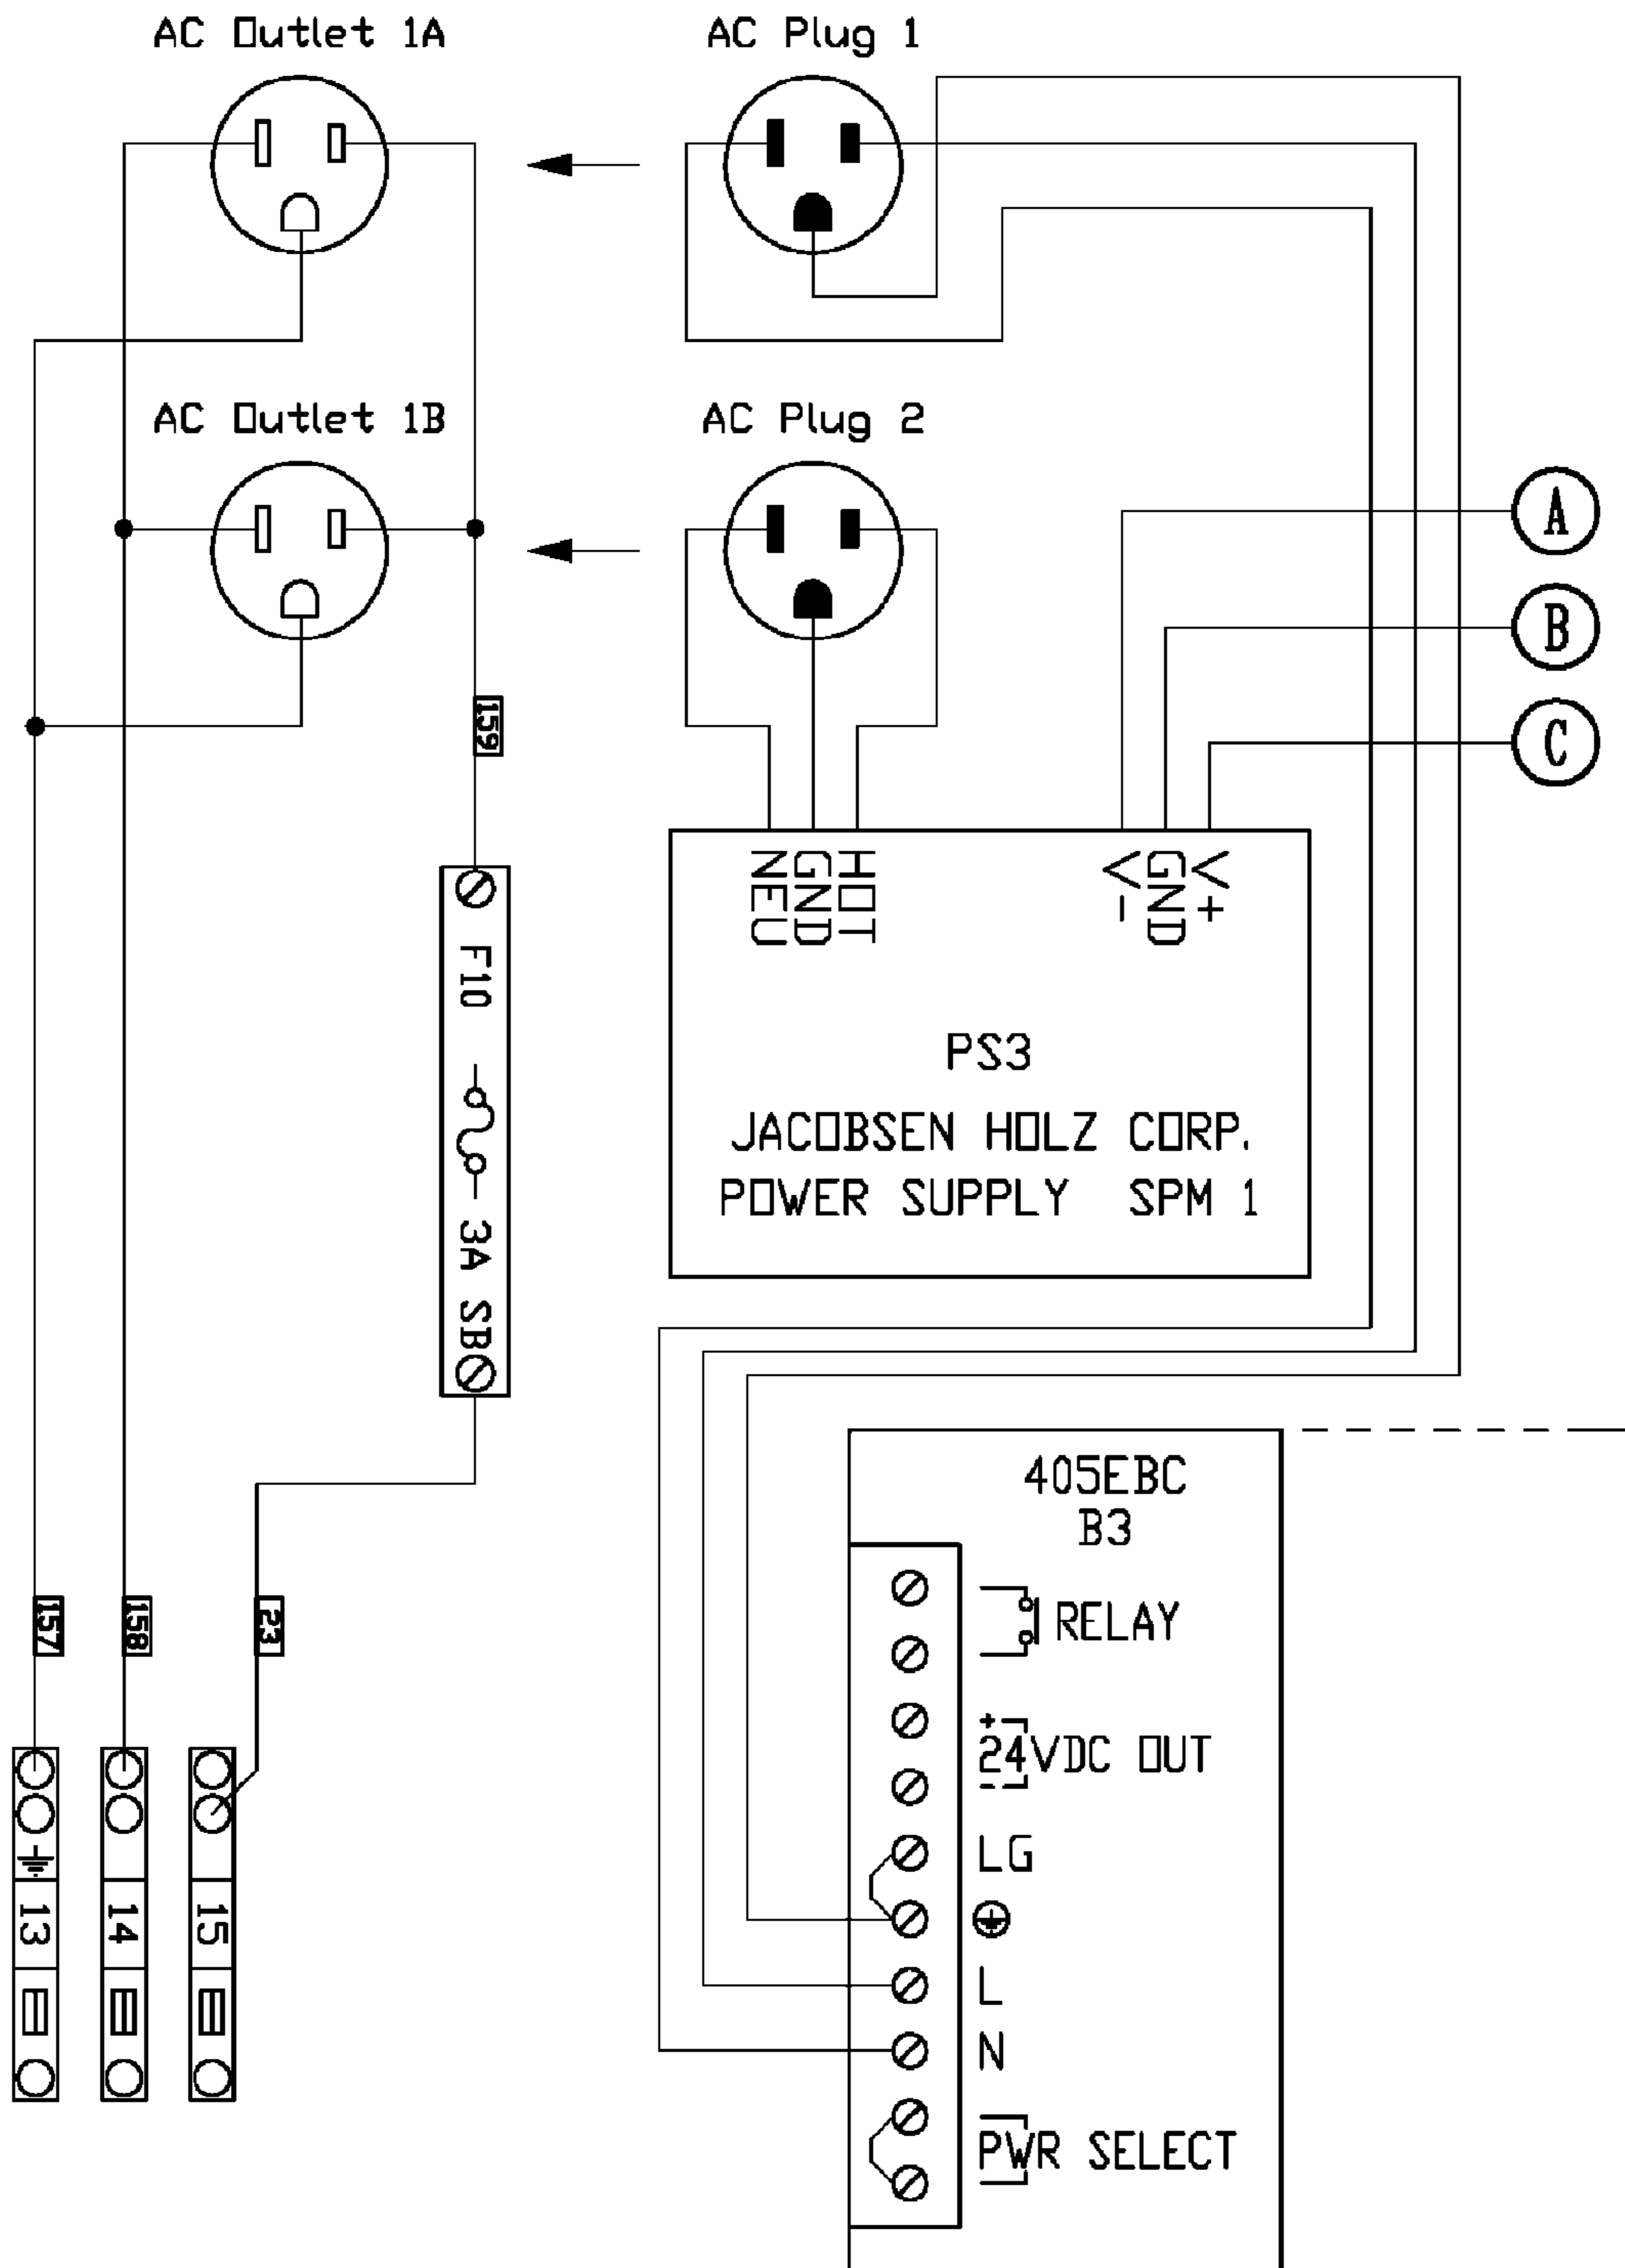 AC Outlet 1A
AC Plug 1
AC Outlet 1B
AC Plug 2
A
B
C
159
NEU
GND
HOT
V-
GND
V+
F10
3A SB
PS3
JACOBSEN HOLZ CORP.
POWER SUPPLY SPM 1
405EBC
B3
RELAY
+
24VDC OUT
-
LG
L
N
PWR SELECT
157
158
23
13
14
15